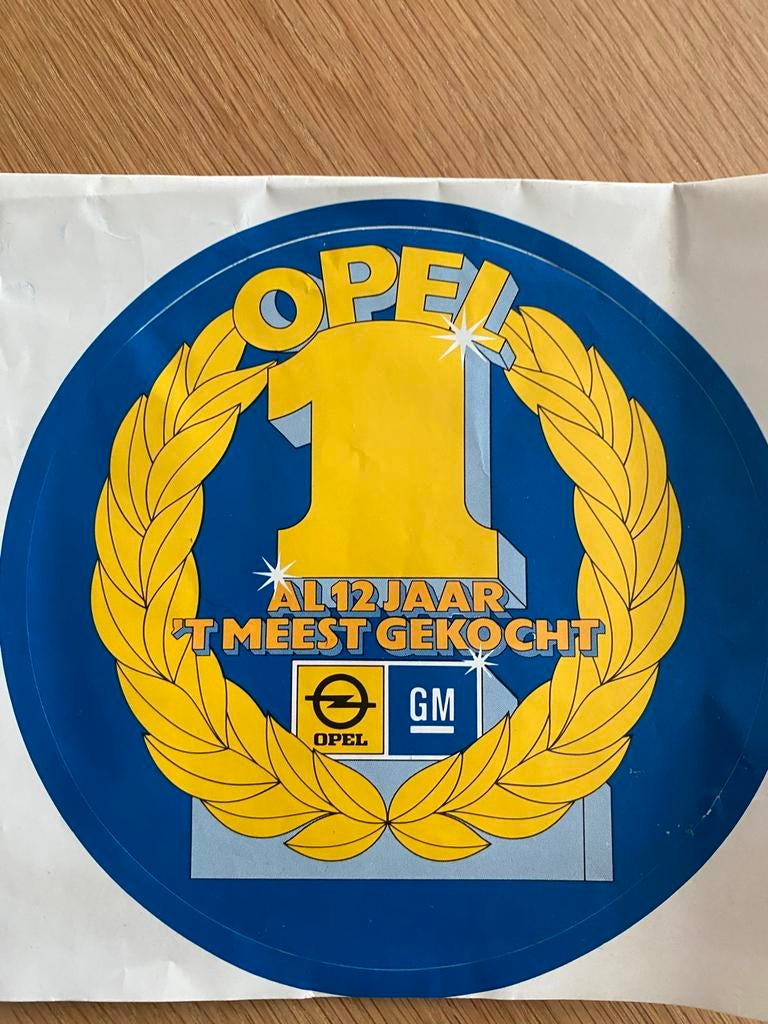 OPEL
1
AL 12 JAAR
'T MEEST GEKOCHT
OPEL
GM